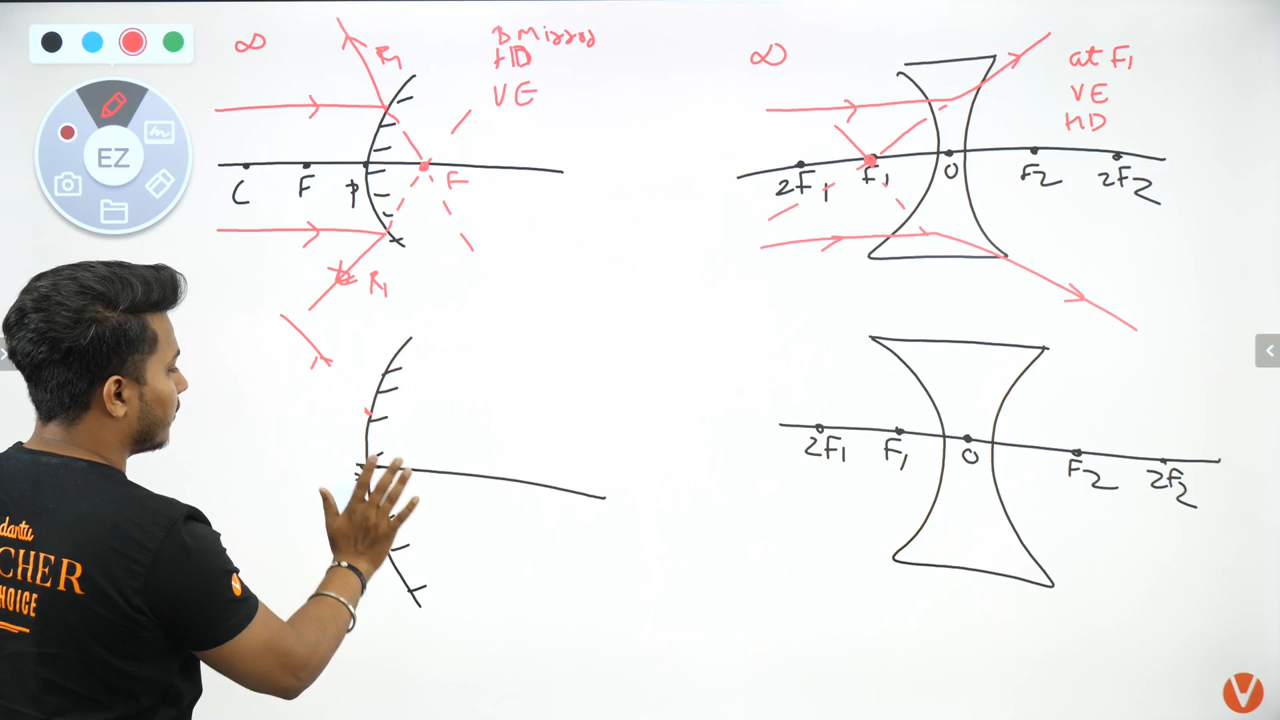 EZ
∞
R1
B Mirror
HD
VE
C F P F
R1
∞
at F1
VE
HD
2F1 F1 O F2 2F2
2F1 F1 O F2 2F2
dantu
CHER
HOICE
V